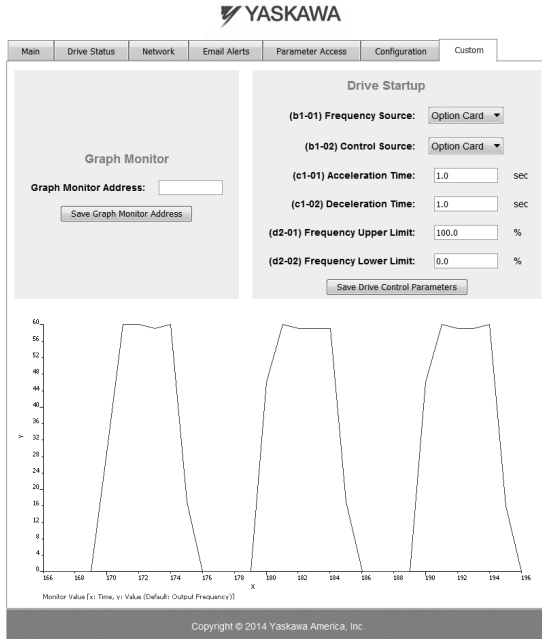 YASKAWA
Main
Drive Status
Network
Email Alerts
Parameter Access
Configuration
Custom
Graph Monitor
Graph Monitor Address:
Save Graph Monitor Address
Drive Startup
(b1-01) Frequency Source: Option Card
(b1-02) Control Source: Option Card
(c1-01) Acceleration Time: 1.0 sec
(c1-02) Deceleration Time: 1.0 sec
(d2-01) Frequency Upper Limit: 100.0 %
(d2-02) Frequency Lower Limit: 0.0 %
Save Drive Control Parameters
60
56
52
48
44
40
36
32
28
24
20
16
12
8
4
0
Y
166 168 170 172 174 176 178 180 182 184 186 188 190 192 194 196
X
Monitor Value [x: Time, y: Value (Default: Output Frequency)]
Copyright © 2014 Yaskawa America, Inc.